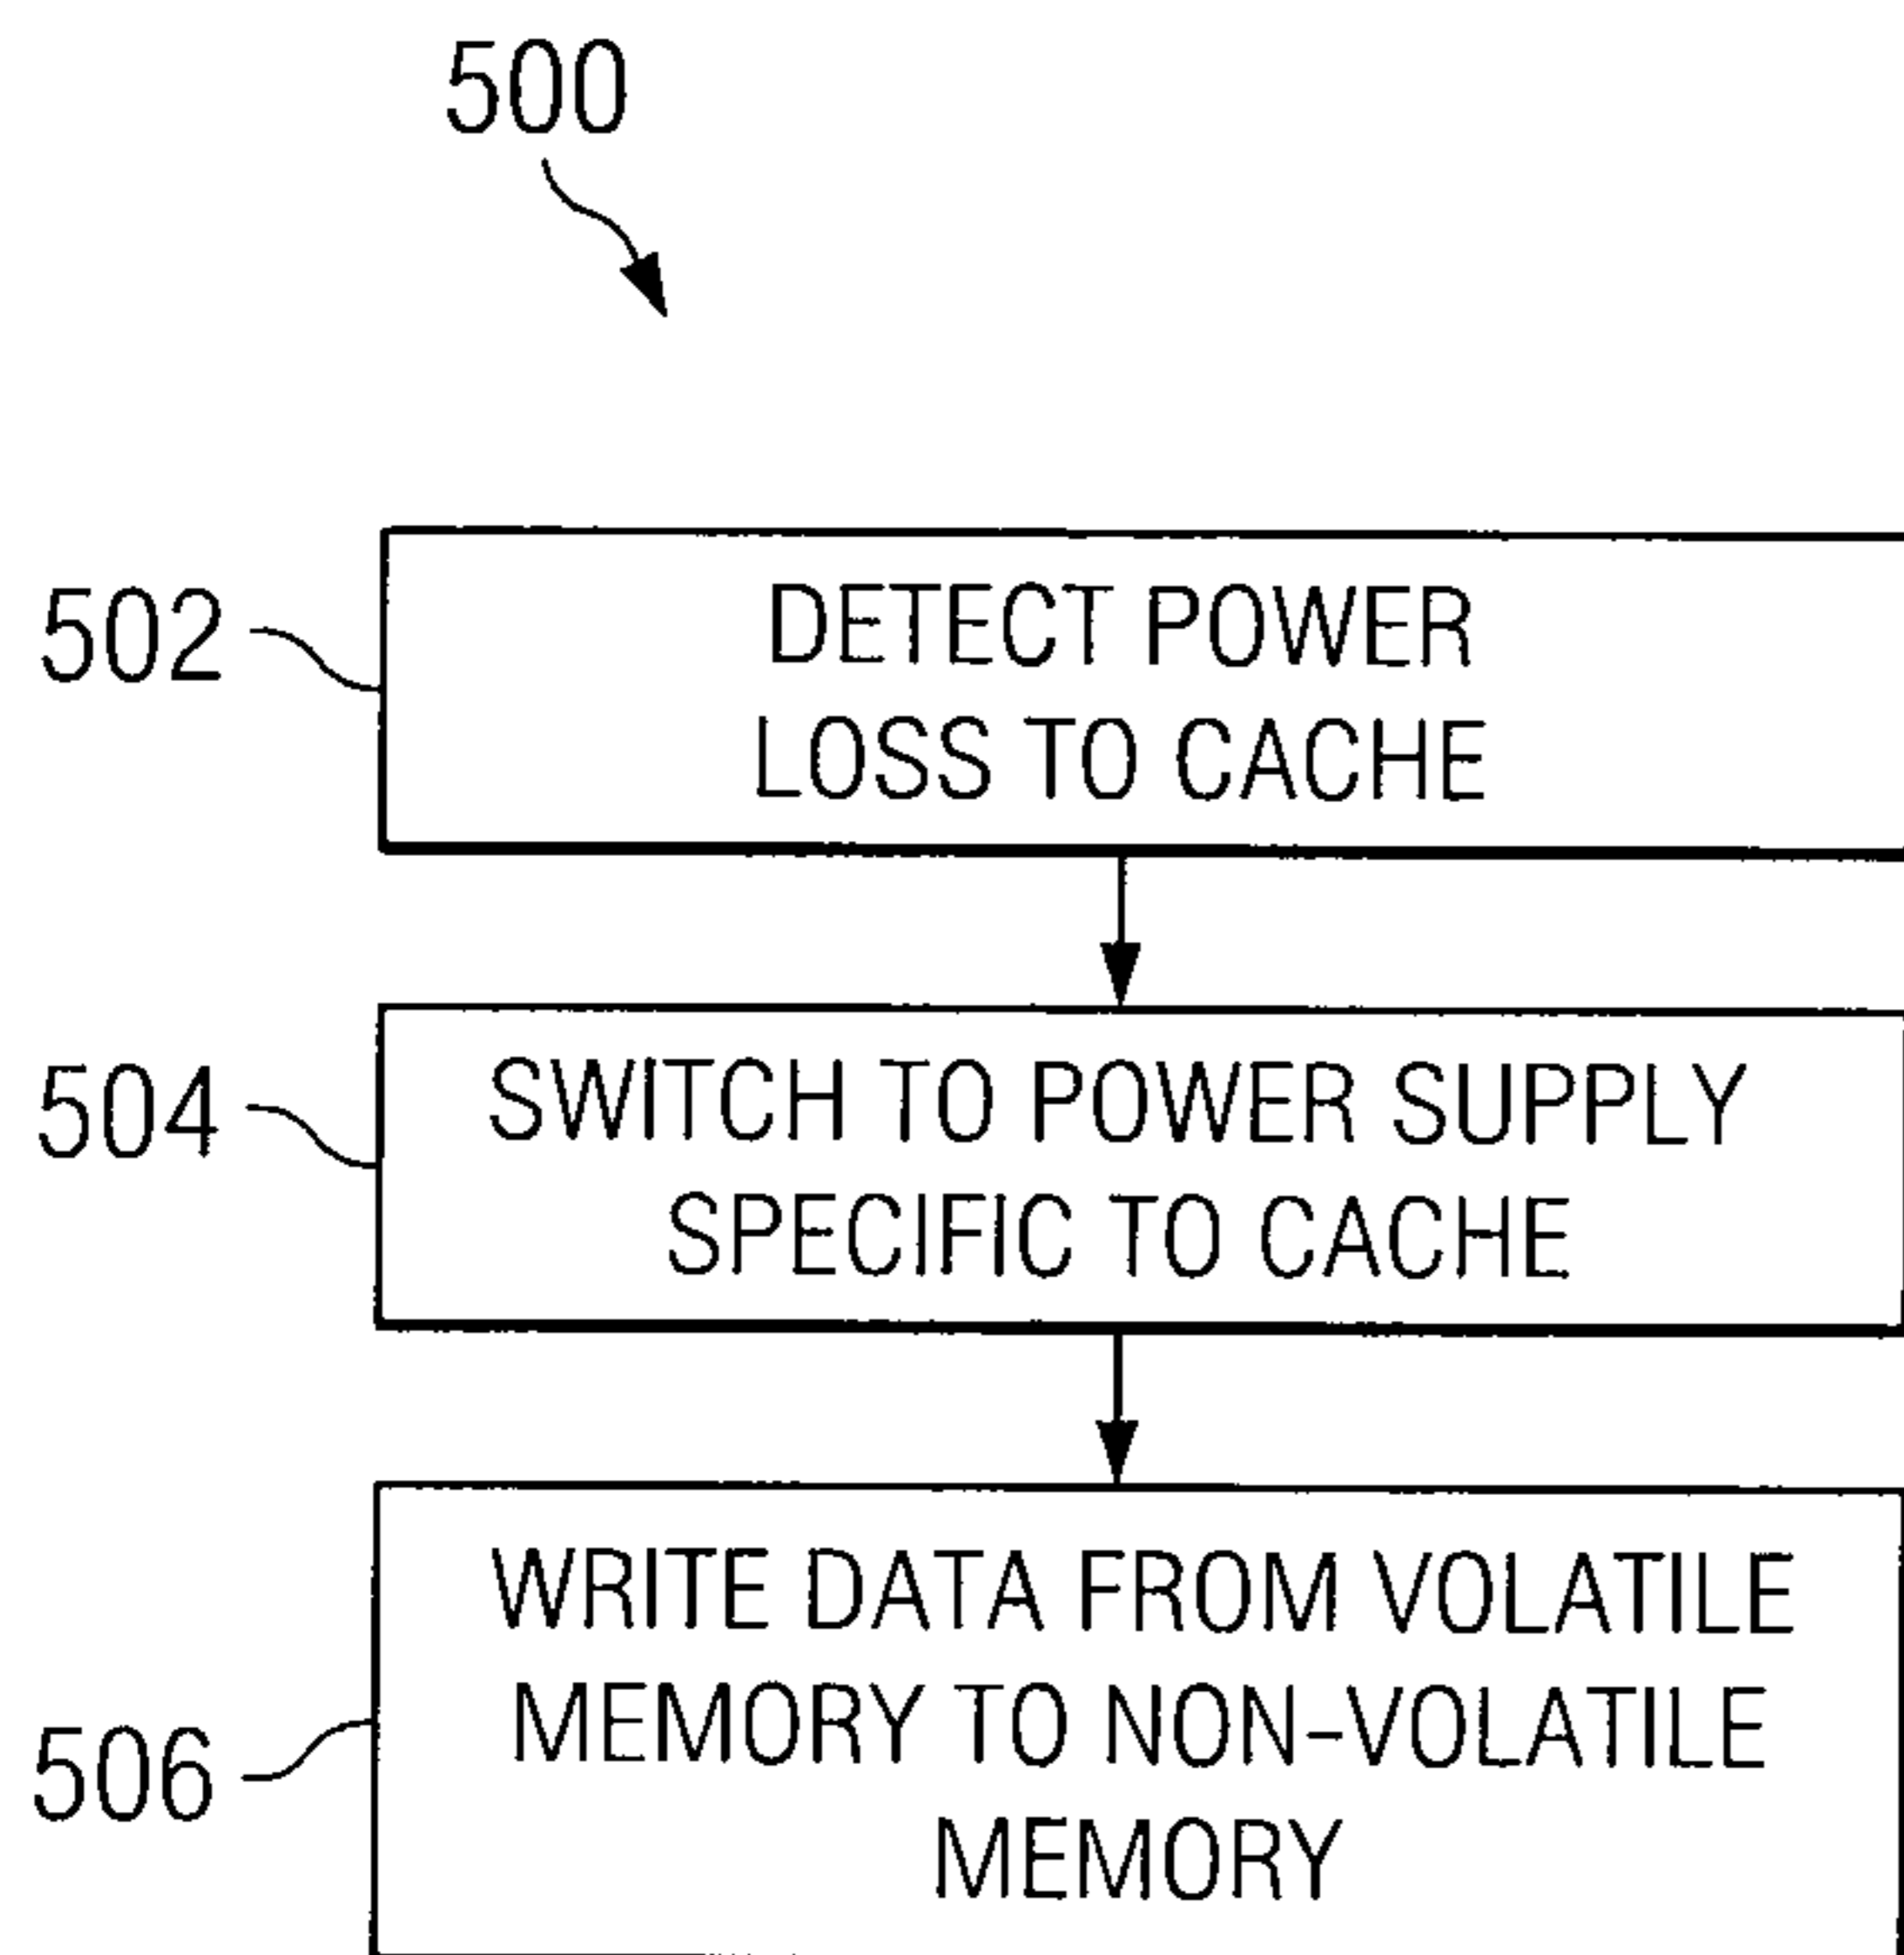 500
502
DETECT POWER
LOSS TO CACHE
504
SWITCH TO POWER SUPPLY
SPECIFIC TO CACHE
506
WRITE DATA FROM VOLATILE
MEMORY TO NON-VOLATILE
MEMORY